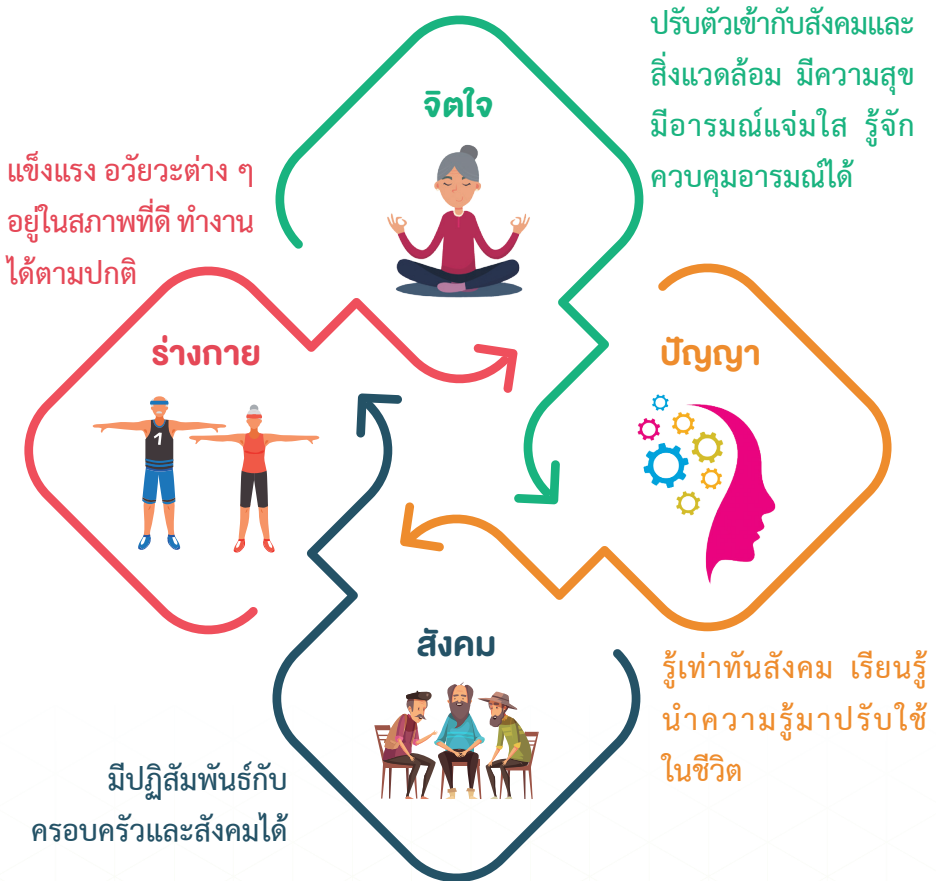 จิตใจ
ปรับตัวเข้ากับสังคมและ
สิ่งแวดล้อม มีความสุข
มีอารมณ์แจ่มใส รู้จัก
ควบคุมอารมณ์ได้
แข็งแรง อวัยวะต่าง ๆ
อยู่ในสภาพที่ดี ทำงาน
ได้ตามปกติ
ร่างกาย
1
ปัญญา
รู้เท่าทันสังคม เรียนรู้
นำความรู้มาปรับใช้
ในชีวิต
สังคม
มีปฏิสัมพันธ์กับ
ครอบครัวและสังคมได้